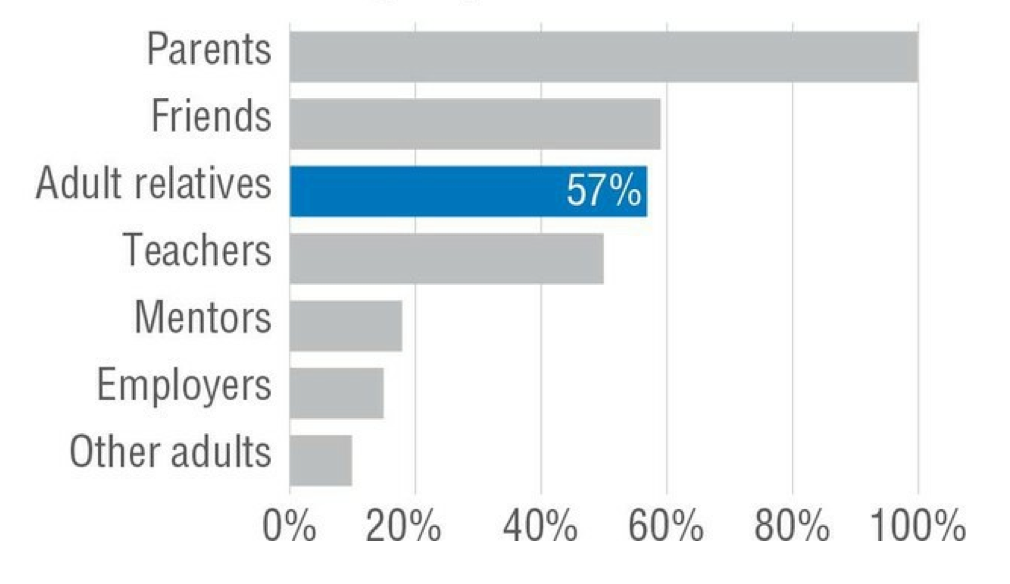 Parents
Friends
Adult relatives
57%
Teachers
Mentors
Employers
Other adults
0% 20% 40% 60% 80% 100%